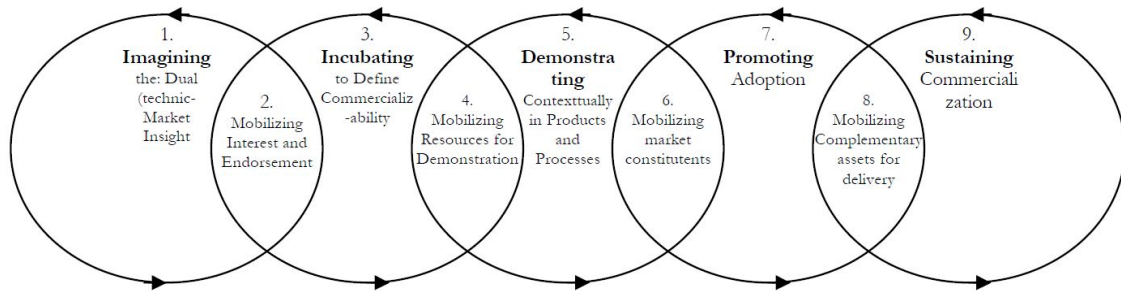 1.
Imagining
the: Dual
(technic-
Market
Insight
2.
Mobilizing
Interest and
Endorsement
3.
Incubating
to Define
Commercializ
-ability
4.
Mobilizing
Resources for
Demonstration
5.
Demonstra
ting
Contexttually
in Products
and
Processes
6.
Mobilizing
market
constitutents
7.
Promoting
Adoption
8.
Mobilizing
Complementary
assets for
delivery
9.
Sustaining
Commerciali
zation